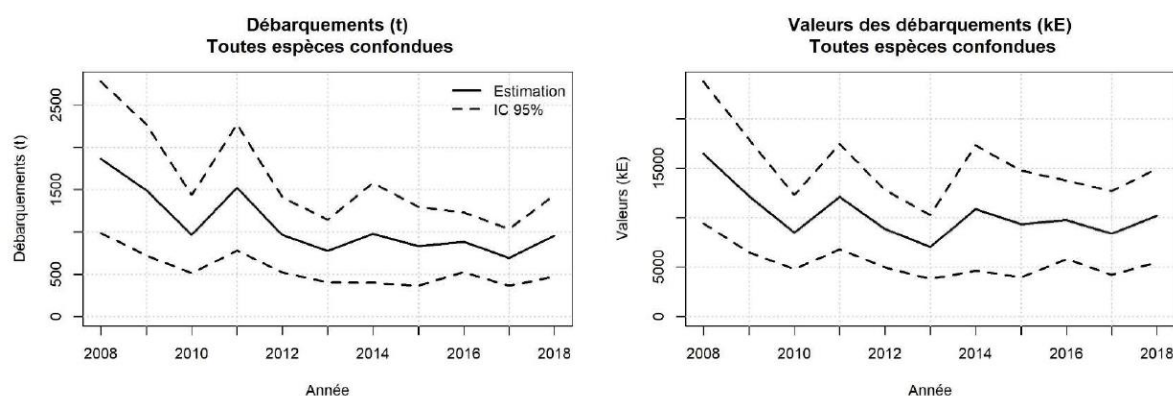 Débarquements (t)
Toutes espèces confondues
Estimation
IC 95%
Débarquements (t)
2500
1500
500
0
2008
2010
2012
2014
2016
2018
Année
Valeurs des débarquements (kE)
Toutes espèces confondues
Valeurs (kE)
15000
5000
0
2008
2010
2012
2014
2016
2018
Année